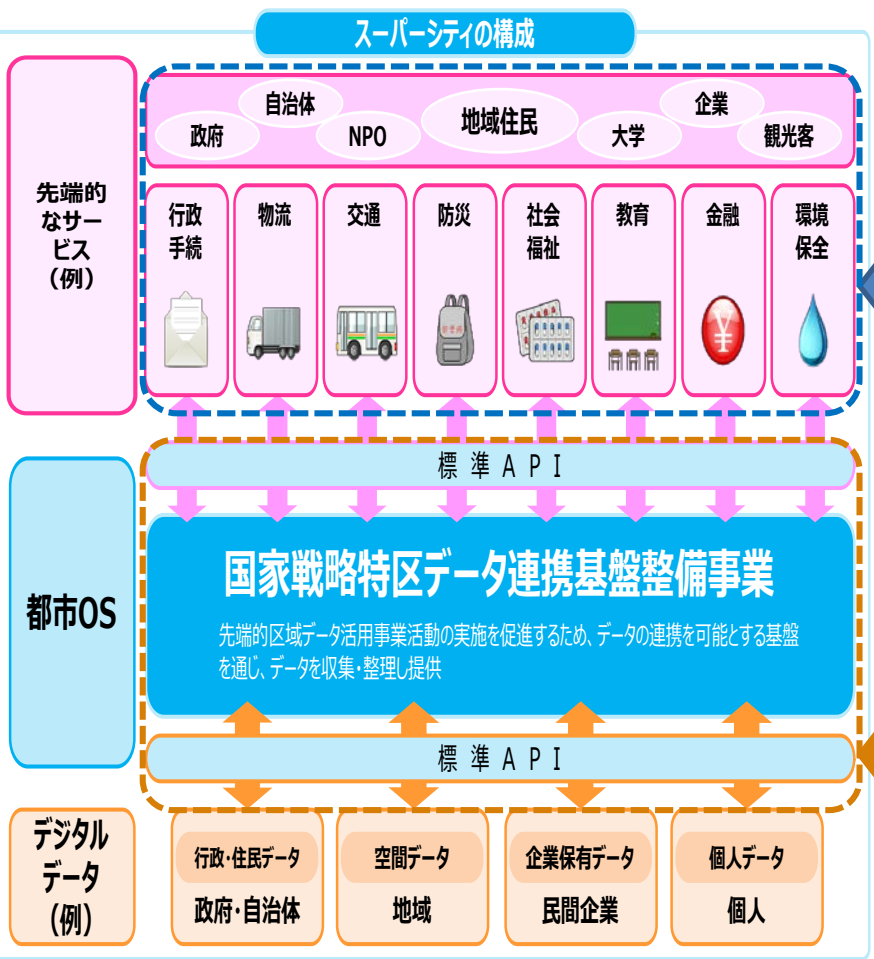 スーパーシティの構成
先端的
なサー
ビス
(例)
自治体
企業
政府
NPO
地域住民
大学
観光客
行政
手続
物流
交通
防災
社会
福祉
教育
金融
環境
保全
¥
標準API
都市OS
国家戦略特区データ連携基盤整備事業
先端的区域データ活用事業活動の実施を促進するため、データの連携を可能とする基盤
を通じ、データを収集・整理し提供
標準API
デジタル
データ
(例)
行政・住民データ
政府・自治体
空間データ
地域
企業保有データ
民間企業
個人データ
個人